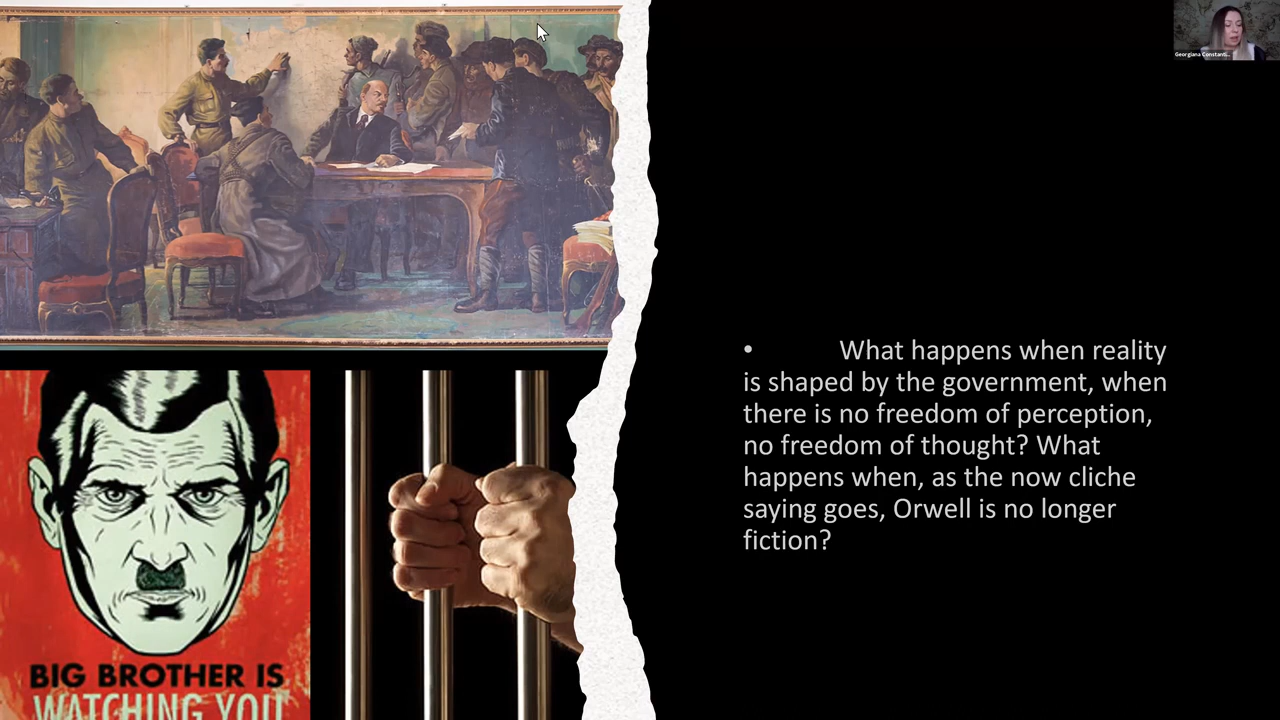 Georgiana Constanti...
• What happens when reality
is shaped by the government, when
there is no freedom of perception,
no freedom of thought? What
happens when, as the now cliche
saying goes, Orwell is no longer
fiction?
BIG BROTHER IS
WATCHING YOU